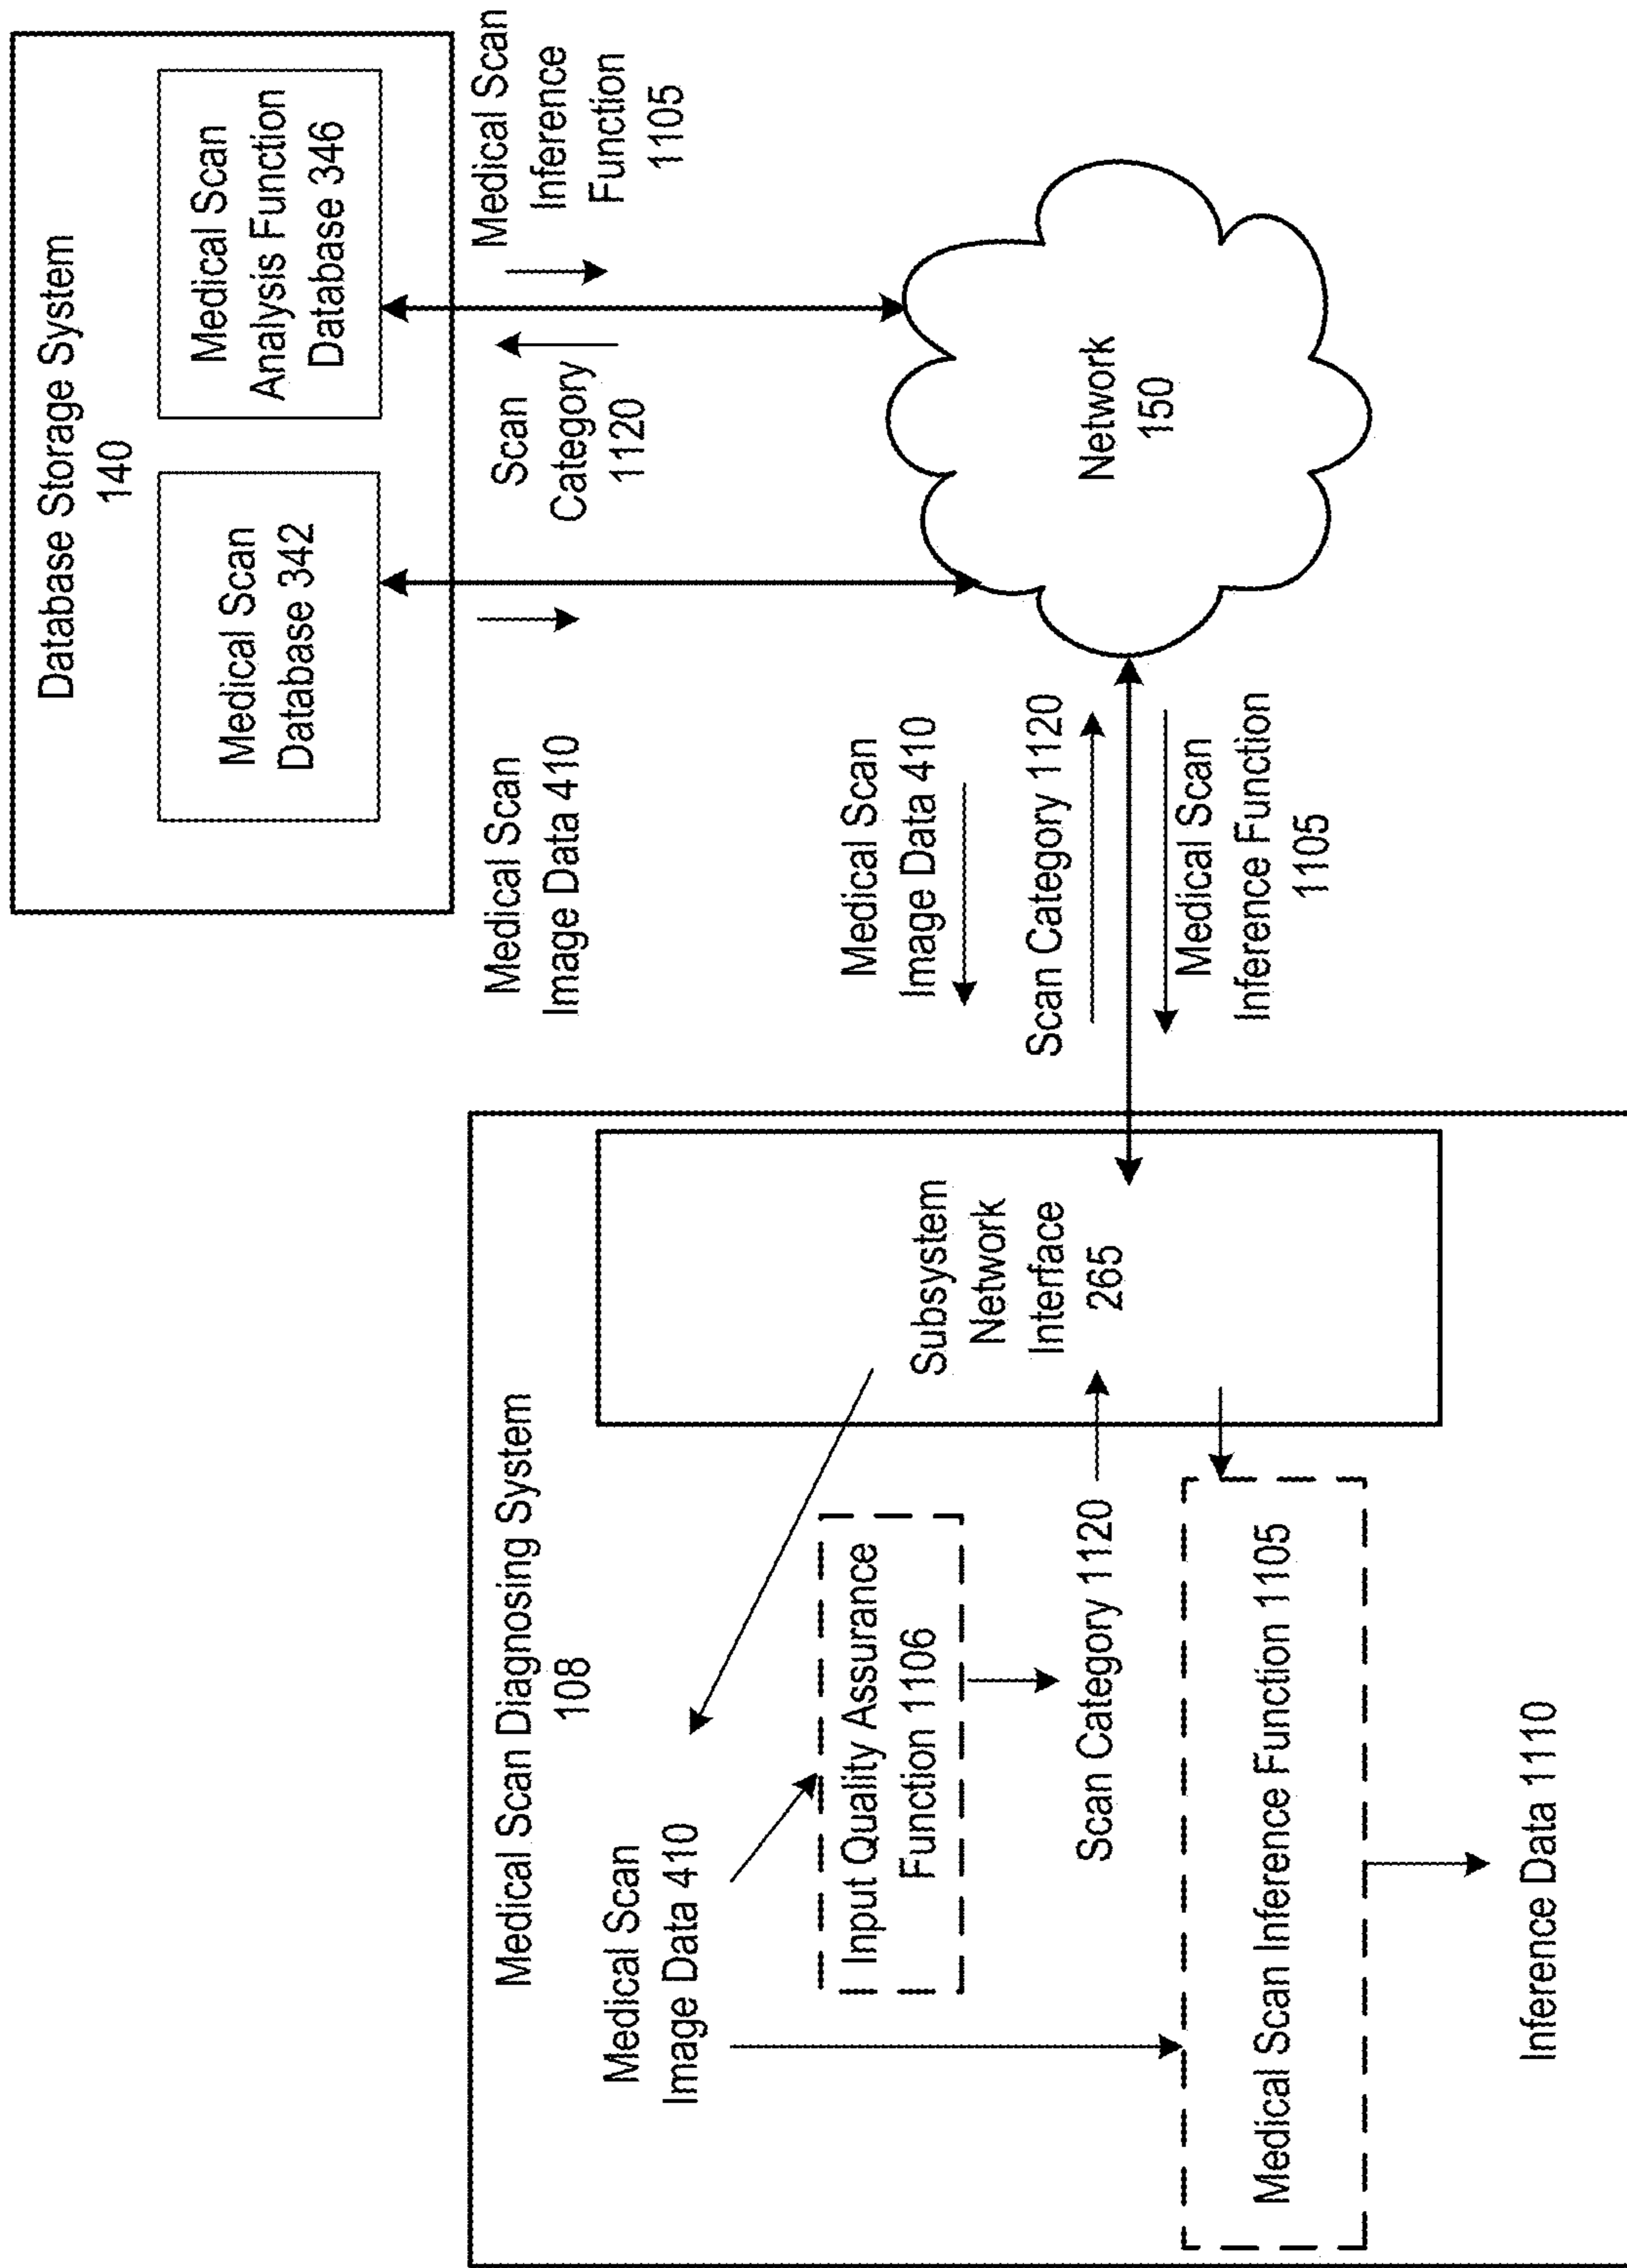 Database Storage System
140
Medical Scan
Database 342
Medical Scan
Analysis Function
Database 346
Medical Scan
Image Data 410
Scan
Category
1120
Medical Scan
Inference
Function
1105
Medical Scan Diagnosing System
108
Medical Scan
Image Data 410
Input Quality Assurance
Function 1106
Scan Category 1120
Medical Scan Inference Function 1105
Inference Data 1110
Subsystem
Network
Interface
265
Medical Scan
Image Data 410
Scan Category 1120
Medical Scan
Inference Function
1105
Network
150